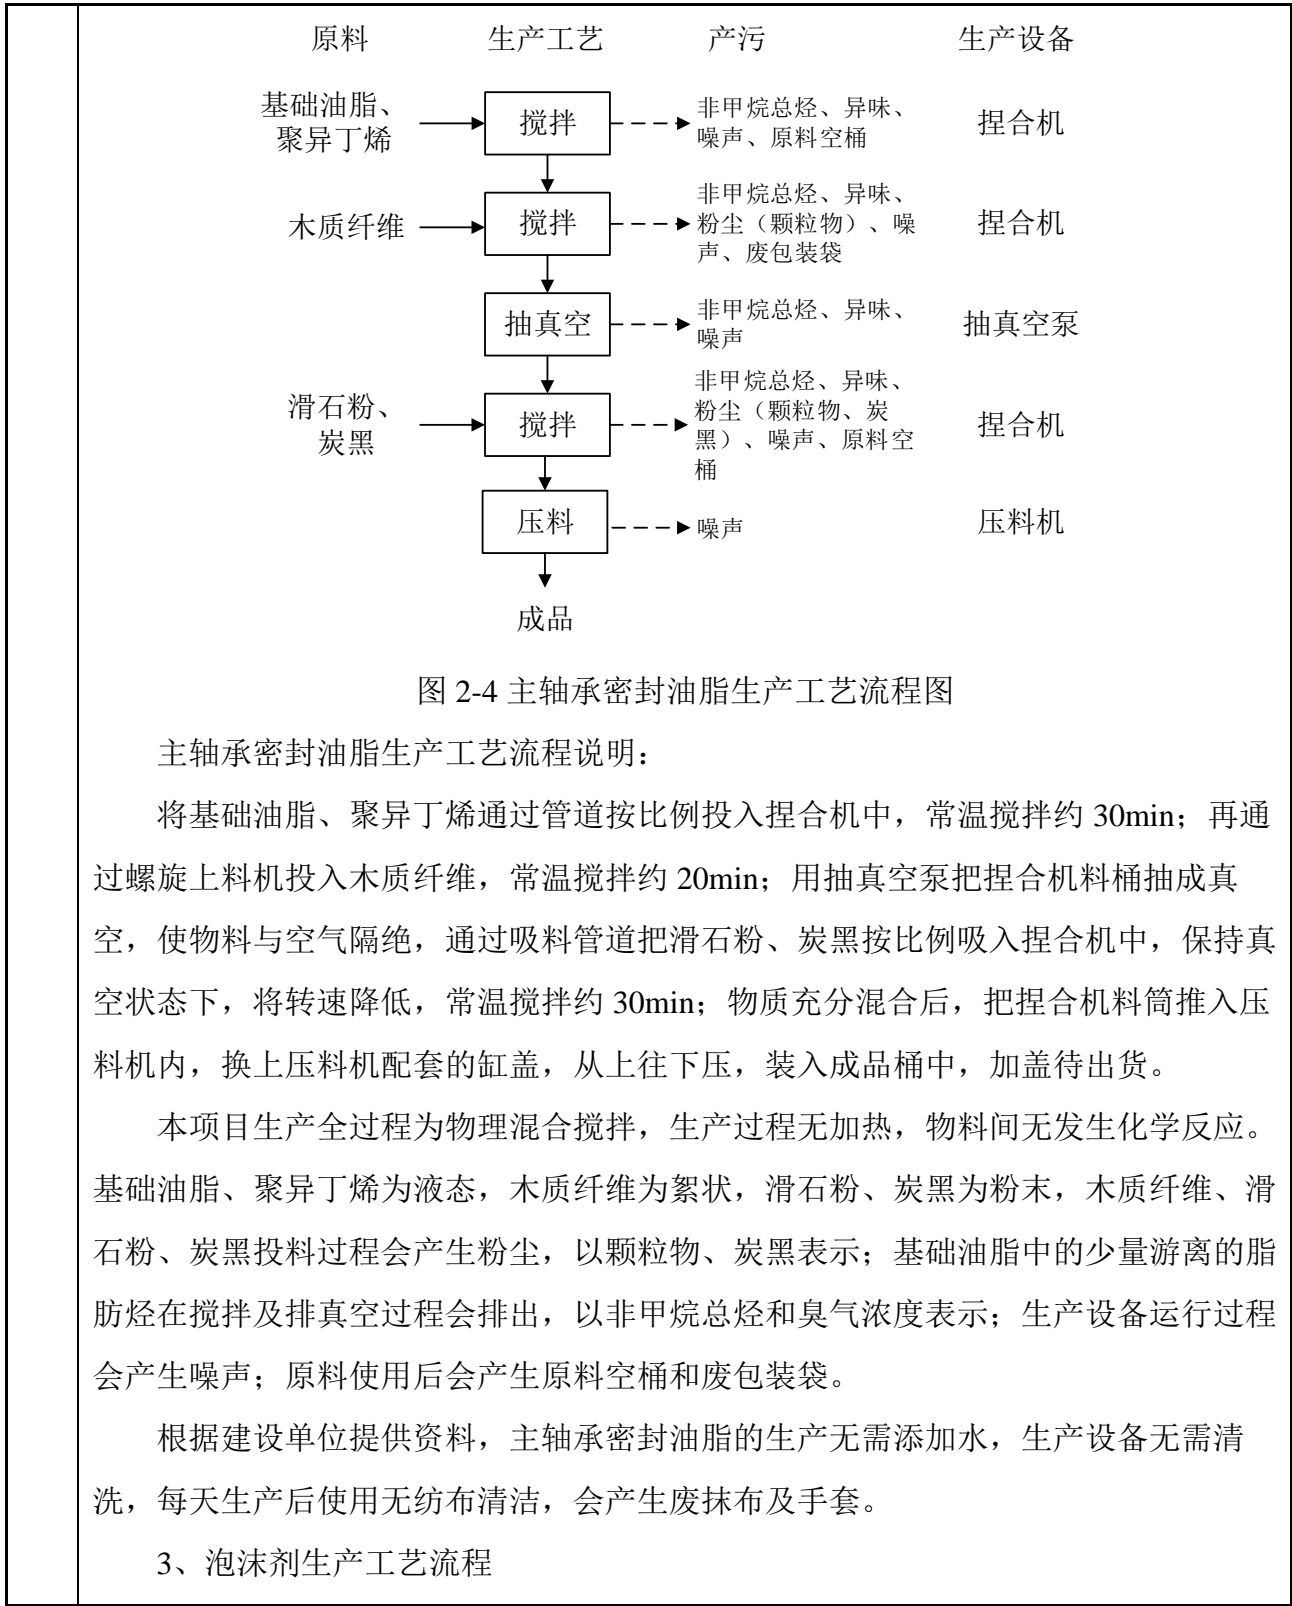 原料 生产工艺 产污 生产设备
基础油脂、
聚异丁烯
搅拌
非甲烷总烃、异味、
噪声、原料空桶
捏合机
木质纤维
搅拌
非甲烷总烃、异味、
粉尘（颗粒物）、噪
声、废包装袋
捏合机
抽真空
非甲烷总烃、异味、
噪声
抽真空泵
滑石粉、
炭黑
搅拌
非甲烷总烃、异味、
粉尘（颗粒物、炭
黑）、噪声、原料空
桶
捏合机
压料
噪声
压料机
成品
图 2-4 主轴承密封油脂生产工艺流程图
主轴承密封油脂生产工艺流程说明：
将基础油脂、聚异丁烯通过管道按比例投入捏合机中，常温搅拌约 30min；再通
过螺旋上料机投入木质纤维，常温搅拌约 20min；用抽真空泵把捏合机料桶抽成真
空，使物料与空气隔绝，通过吸料管道把滑石粉、炭黑按比例吸入捏合机中，保持真
空状态下，将转速降低，常温搅拌约 30min；物质充分混合后，把捏合机料筒推入压
料机内，换上压料机配套的缸盖，从上往下压，装入成品桶中，加盖待出货。
本项目生产全过程为物理混合搅拌，生产过程无加热，物料间无发生化学反应。
基础油脂、聚异丁烯为液态，木质纤维为絮状，滑石粉、炭黑为粉末，木质纤维、滑
石粉、炭黑投料过程会产生粉尘，以颗粒物、炭黑表示；基础油脂中的少量游离的脂
肪烃在搅拌及排真空过程会排出，以非甲烷总烃和臭气浓度表示；生产设备运行过程
会产生噪声；原料使用后会产生原料空桶和废包装袋。
根据建设单位提供资料，主轴承密封油脂的生产无需添加水，生产设备无需清
洗，每天生产后使用无纺布清洁，会产生废抹布及手套。
3、泡沫剂生产工艺流程